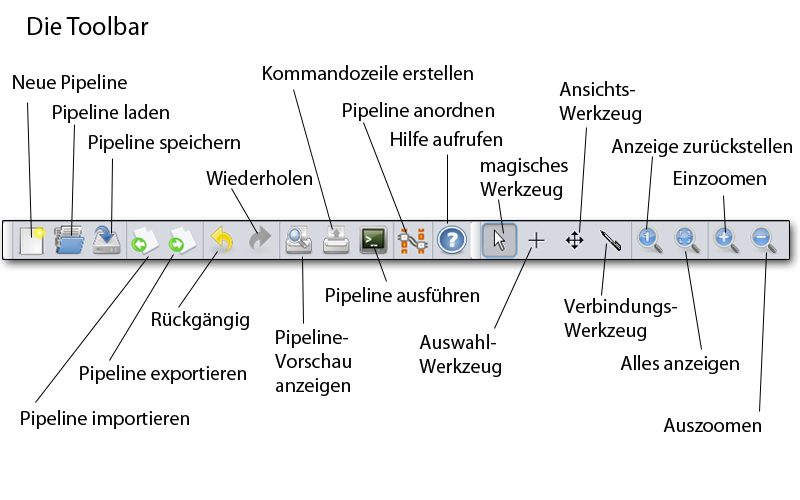 Die Toolbar
Neue Pipeline
Pipeline laden
Pipeline speichern
Wiederholen
Kommandozeile erstellen
Pipeline anordnen
Hilfe aufrufen
magisches
Werkzeug
Ansichts-
Werkzeug
Anzeige zurückstellen
Einzoomen
1
Rückgängig
Pipeline exportieren
Pipeline importieren
Pipeline-
Vorschau
anzeigen
Pipeline ausführen
Auswahl-
Werkzeug
Verbindungs-
Werkzeug
Alles anzeigen
Auszoomen